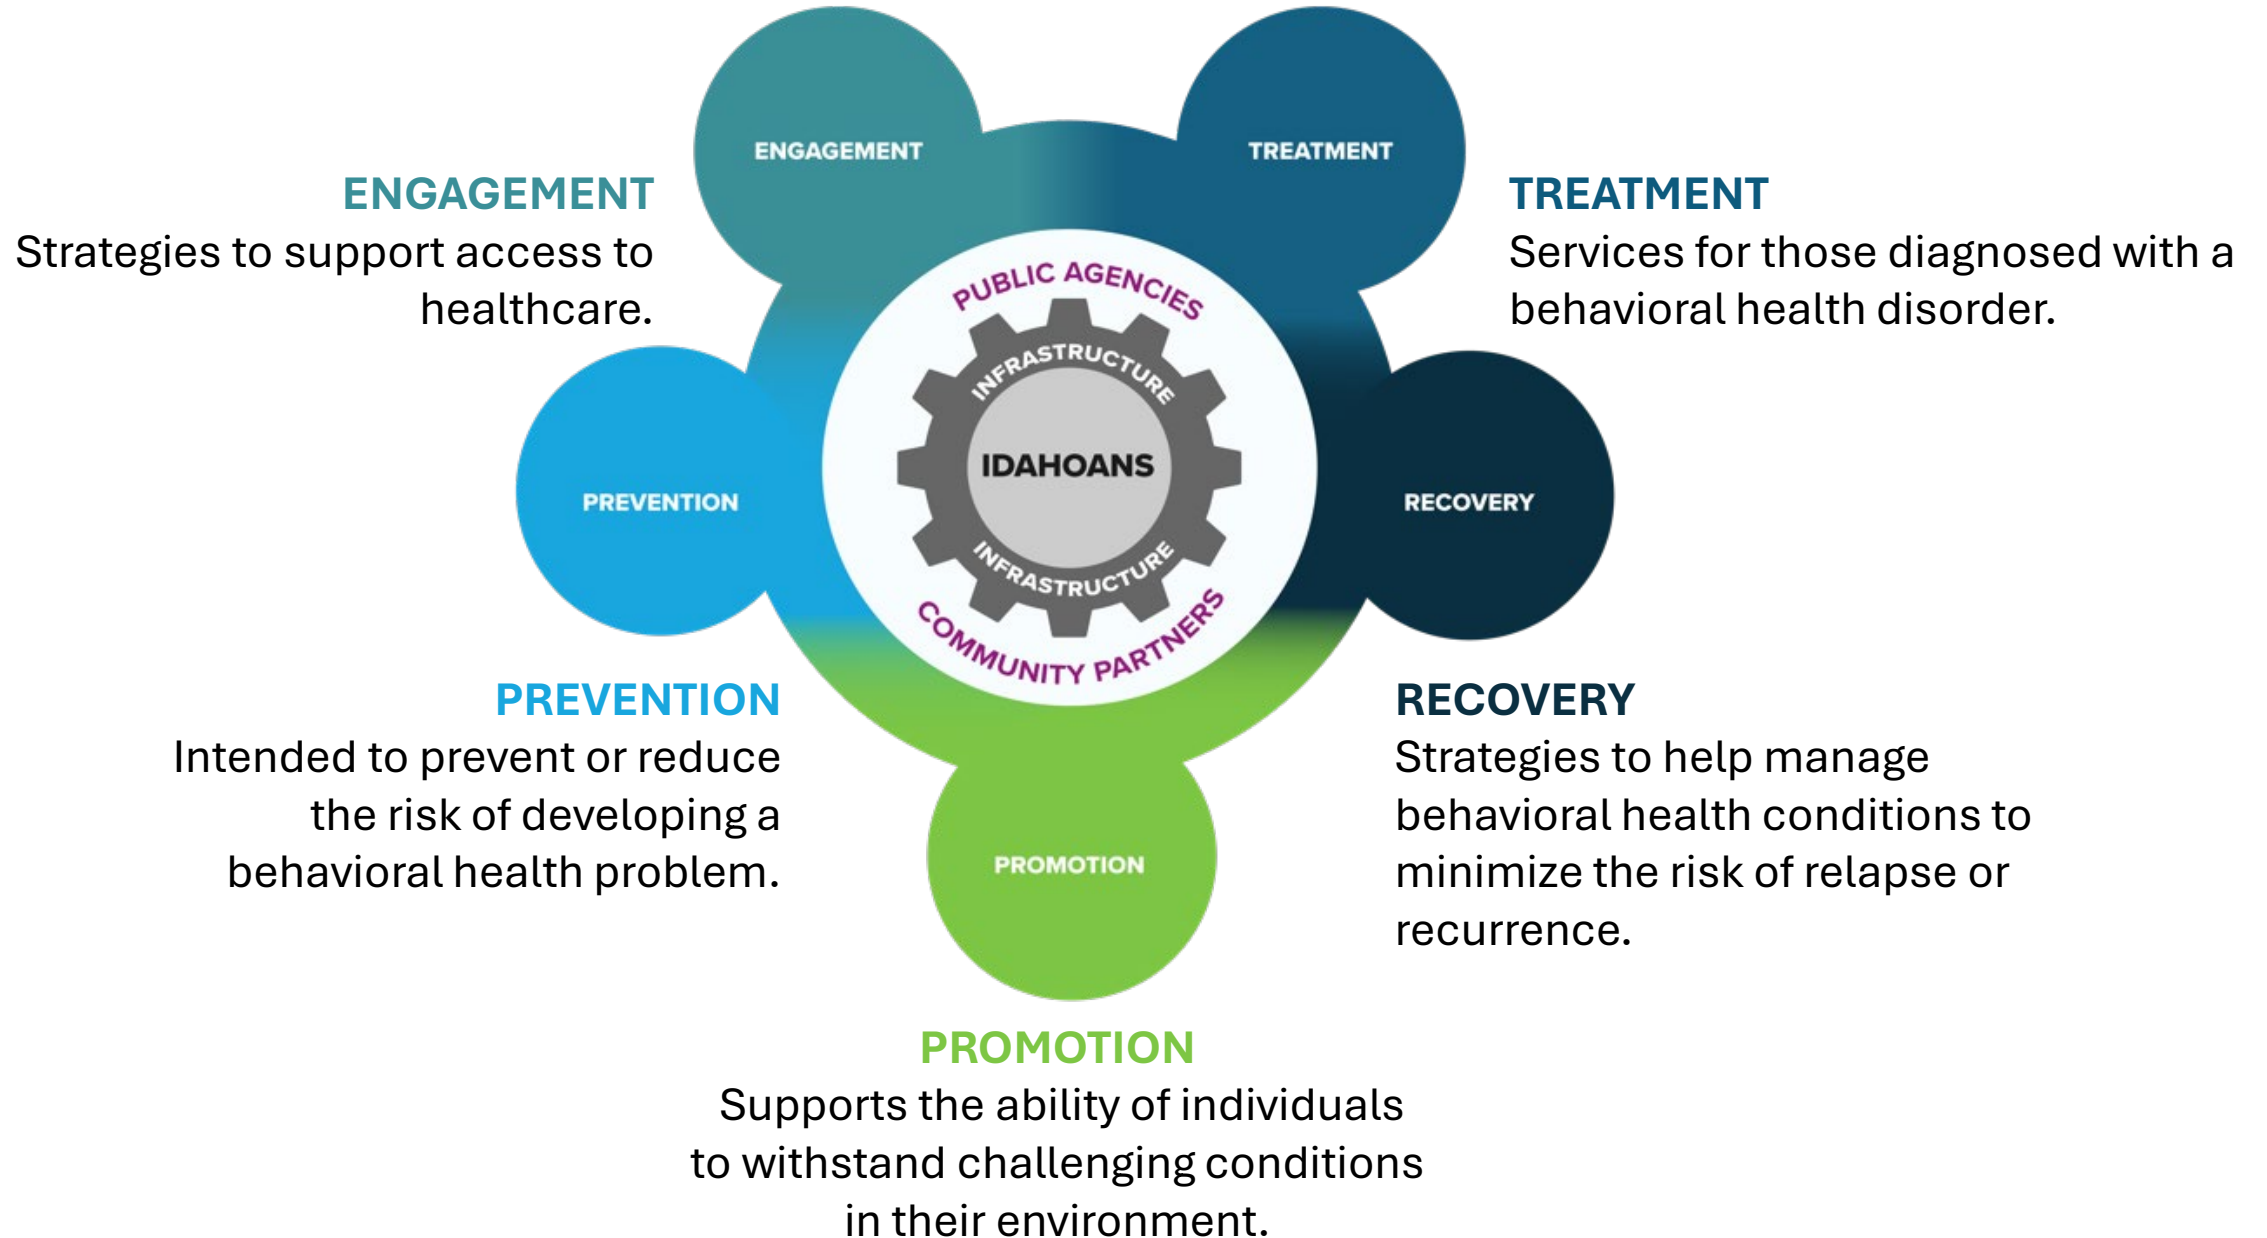 ENGAGEMENT
TREATMENT
ENGAGEMENT
Strategies to support access to
healthcare.
TREATMENT
Services for those diagnosed with a
behavioral health disorder.
PUBLIC AGENCIES
INFRASTRUCTURE
IDAHOANS
INFRASTRUCTURE
COMMUNITY PARTNERS
PREVENTION
RECOVERY
PREVENTION
Intended to prevent or reduce
the risk of developing a
behavioral health problem.
RECOVERY
Strategies to help manage
behavioral health conditions to
minimize the risk of relapse or
recurrence.
PROMOTION
PROMOTION
Supports the ability of individuals
to withstand challenging conditions
in their environment.